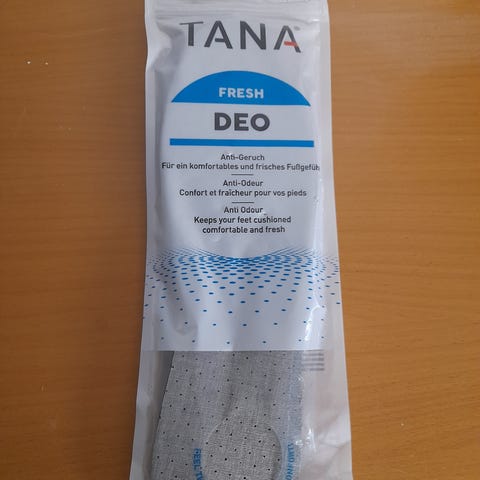 TANA
FRESH
DEO
Anti-Geruch
Für ein komfortables und frisches Fußgefüh
Anti-Odeur
Confort et fraîcheur pour vos pieds
Anti Odour
Keeps your feet cushioned
comfortable and fresh